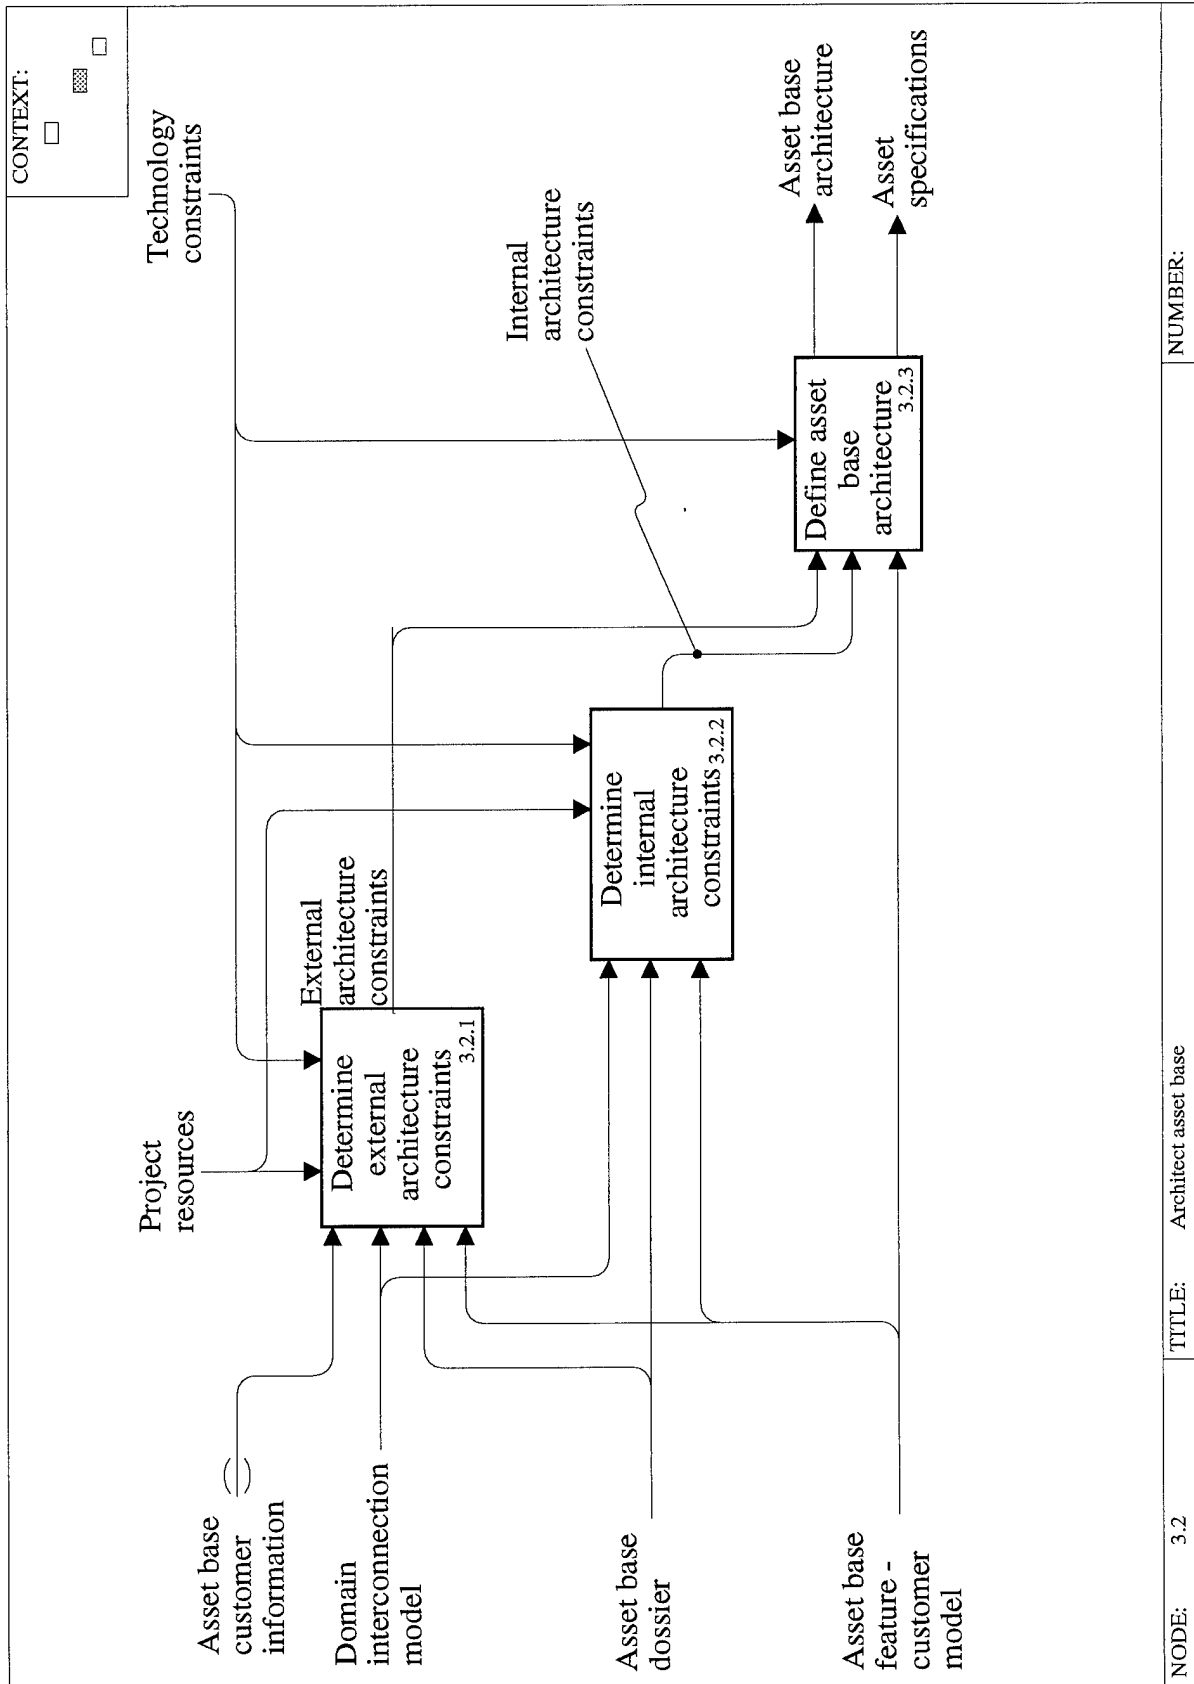 CONTEXT:
Technology
constraints
Project
resources
Asset base
customer
information
Domain
interconnection
model
Asset base
dossier
Asset base
feature -
customer
model
External
architecture
constraints
Determine
external
architecture
constraints
3.2.1
Determine
internal
architecture
constraints
3.2.2
Internal
architecture
constraints
Define asset
base
architecture
3.2.3
Asset base
architecture
Asset
specifications
NODE: 3.2
TITLE: Architect asset base
NUMBER: